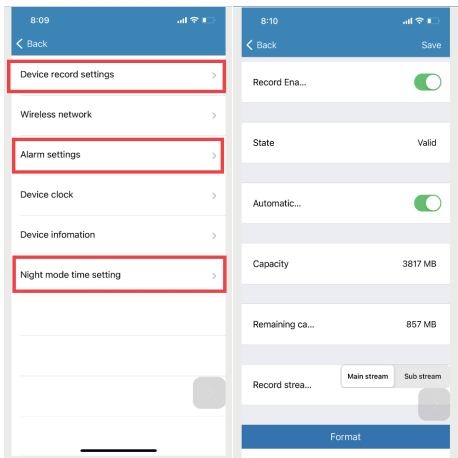 8:09
Back
Device record settings
Wireless network
Alarm settings
Device clock
Device infomation
Night mode time setting
8:10
Back Save
Record Ena...
State Valid
Automatic...
Capacity 3817 MB
Remaining ca... 857 MB
Record strea... Main stream Sub stream
Format